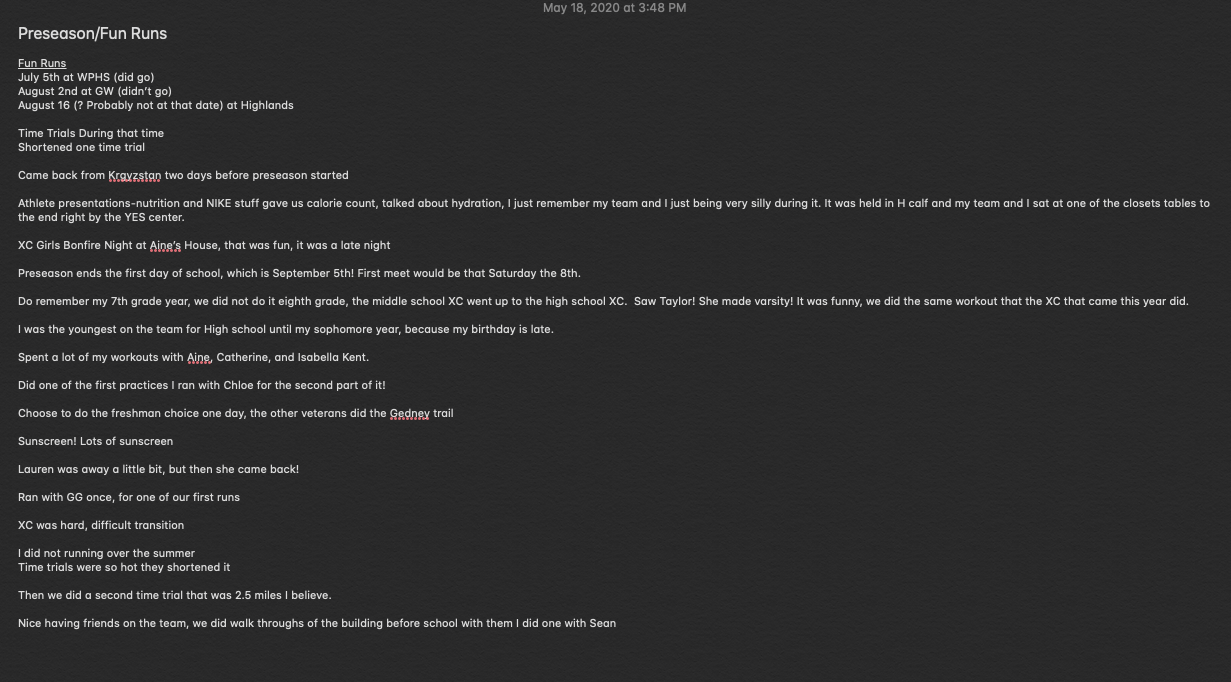 May 18, 2020 at 3:48 PM
Preseason/Fun Runs
Fun Runs
July 5th at WPHS (did go)
August 2nd at GW (didn’t go)
August 16 (? Probably not at that date) at Highlands
Time Trials During that time
Shortened one time trial
Came back from Krgyzstan two days before preseason started
Athlete presentations-nutrition and NIKE stuff gave us calorie count, talked about hydration, I just remember my team and I just being very silly during it. It was held in H calf and my team and I sat at one of the closets tables to
the end right by the YES center.
XC Girls Bonfire Night at Aine’s House, that was fun, it was a late night
Preseason ends the first day of school, which is September 5th! First meet would be that Saturday the 8th.
Do remember my 7th grade year, we did not do it eighth grade, the middle school XC went up to the high school XC.  Saw Taylor! She made varsity! It was funny, we did the same workout that the XC that came this year did.
I was the youngest on the team for High school until my sophomore year, because my birthday is late.
Spent a lot of my workouts with Aine, Catherine, and Isabella Kent.
Did one of the first practices I ran with Chloe for the second part of it!
Choose to do the freshman choice one day, the other veterans did the Gedney trail
Sunscreen! Lots of sunscreen
Lauren was away a little bit, but then she came back!
Ran with GG once, for one of our first runs
XC was hard, difficult transition
I did not running over the summer
Time trials were so hot they shortened it
Then we did a second time trial that was 2.5 miles I believe.
Nice having friends on the team, we did walk throughs of the building before school with them I did one with Sean